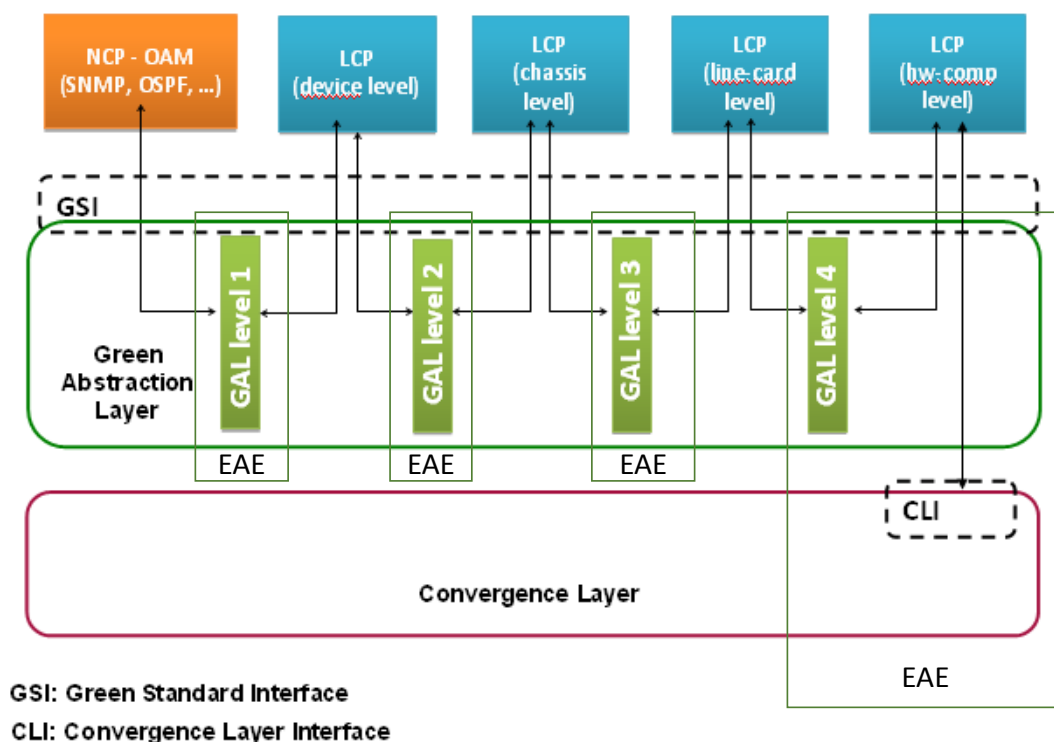 NCP - OAM
(SNMP, OSPF, ...)
LCP
(device level)
LCP
(chassis
level)
LCP
(line-card
level)
LCP
(hw-comp
level)
GSI
GAL level 1
GAL level 2
GAL level 3
GAL level 4
Green
Abstraction
Layer
EAE
EAE
EAE
CLI
Convergence Layer
EAE
GSI: Green Standard Interface
CLI: Convergence Layer Interface